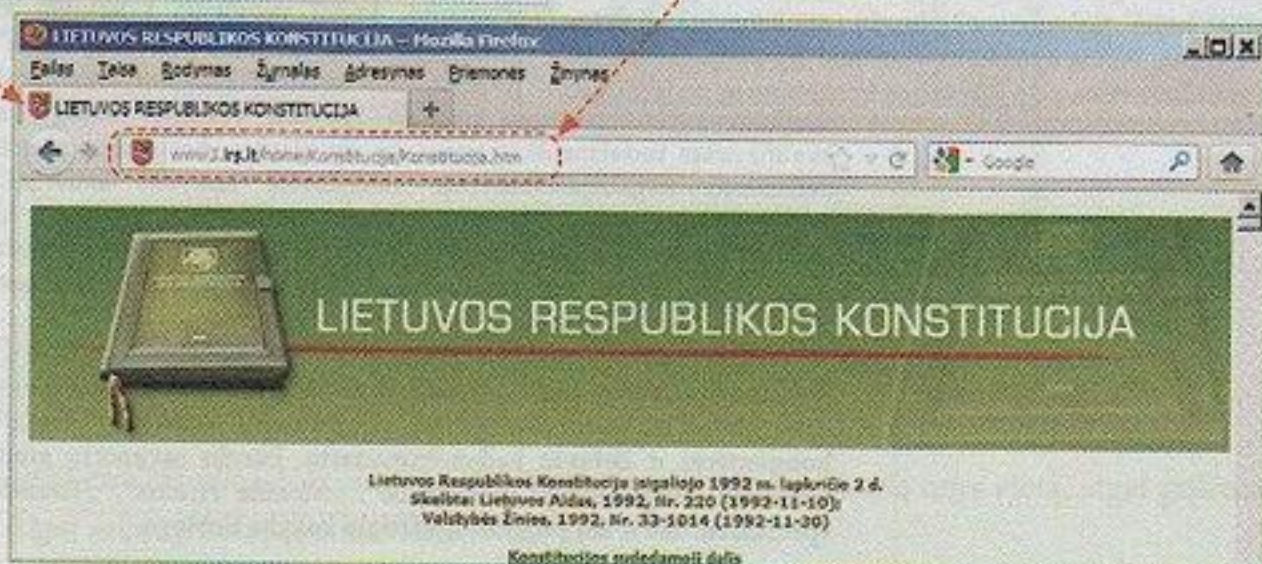 LIETUVOS RESPUBLIKOS KONSTITUCIJA – Mozilla Firefox
Failas Taisa Rodymas Žurnalas Adresynas Priemonės Žinynas
LIETUVOS RESPUBLIKOS KONSTITUCIJA +
www3.lrs.lt/home/Konstitucija/Konstitucija.htm Google
LIETUVOS RESPUBLIKOS KONSTITUCIJA
Lietuvos Respublikos Konstitucija įsigaliojo 1992 m. lapkričio 2 d.
Skelbta: Lietuvos Aidas, 1992, Nr. 220 (1992-11-10);
Valstybės Žinios, 1992, Nr. 33-1014 (1992-11-30)
Konstitucijos sudedamoji dalis